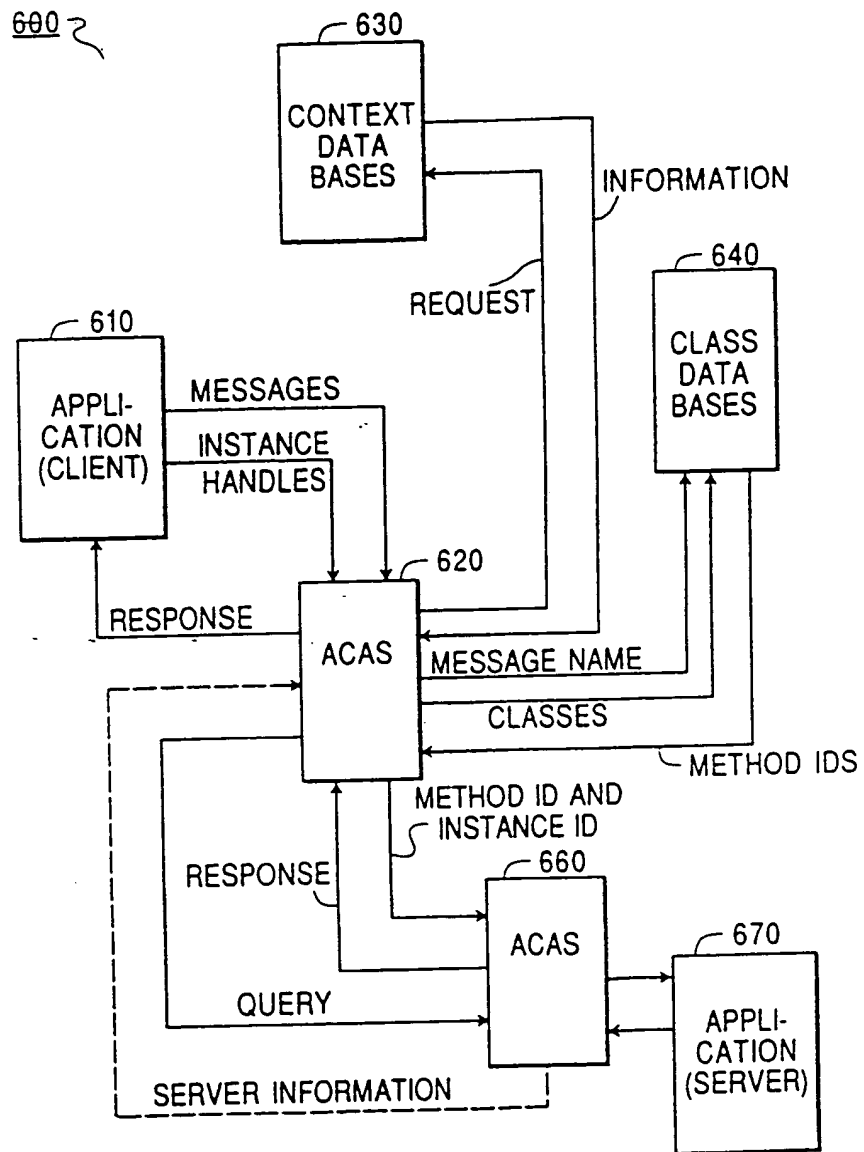 600
630
CONTEXT
DATA
BASES
INFORMATION
640
REQUEST
CLASS
DATA
BASES
610
APPLI-
CATION
(CLIENT)
MESSAGES
INSTANCE
HANDLES
620
RESPONSE
ACAS
MESSAGE NAME
CLASSES
METHOD IDS
METHOD ID AND
INSTANCE ID
RESPONSE
660
ACAS
670
QUERY
APPLI-
CATION
(SERVER)
SERVER INFORMATION